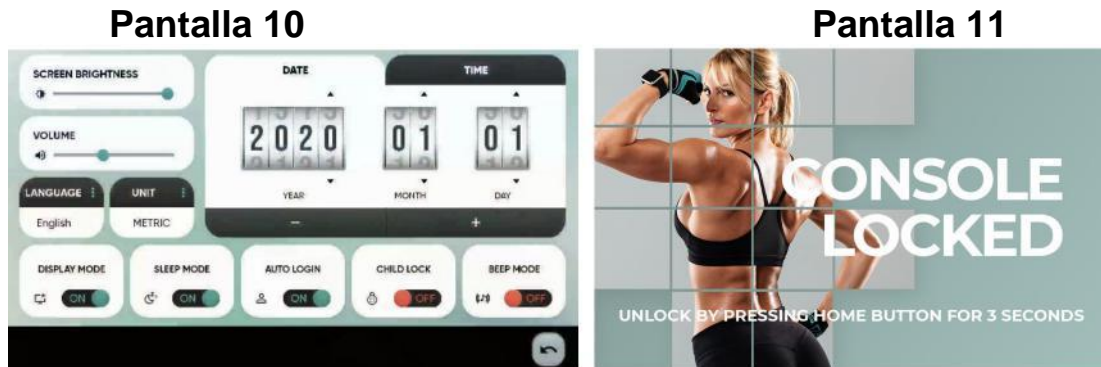 Pantalla 10
Pantalla 11
SCREEN BRIGHTNESS
VOLUME
LANGUAGE
English
UNIT
METRIC
DATE
TIME
2020
01
01
YEAR
MONTH
DAY
DISPLAY MODE
ON
SLEEP MODE
ON
AUTO LOGIN
ON
CHILD LOCK
OFF
BEEP MODE
OFF
CONSOLE
LOCKED
UNLOCK BY PRESSING HOME BUTTON FOR 3 SECONDS